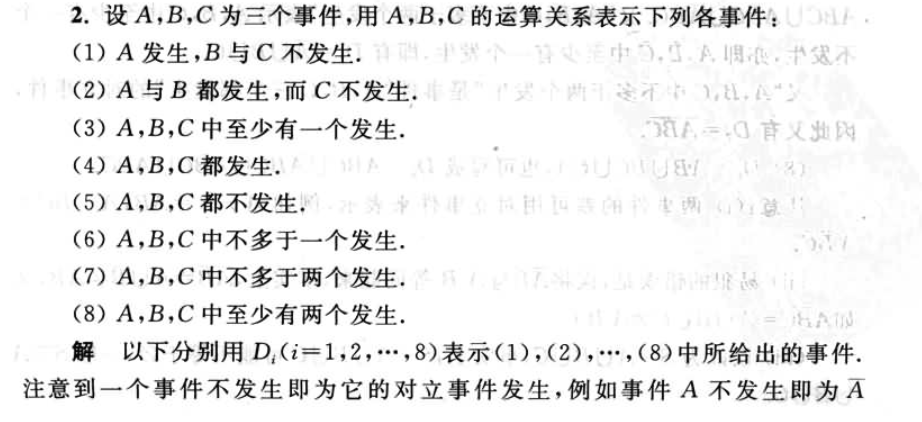 2. 设 A,B,C 为三个事件,用 A,B,C 的运算关系表示下列各事件:
(1) A 发生,B 与 C 不发生.
(2) A 与 B 都发生,而 C 不发生.
(3) A,B,C 中至少有一个发生.
(4) A,B,C 都发生.
(5) A,B,C 都不发生.
(6) A,B,C 中不多于一个发生.
(7) A,B,C 中不多于两个发生.
(8) A,B,C 中至少有两个发生.
解 以下分别用 Dᵢ(i=1,2,…,8)表示(1),(2),…,(8)中所给出的事件.
注意到一个事件不发生即为它的对立事件发生,例如事件 A 不发生即为 A̅